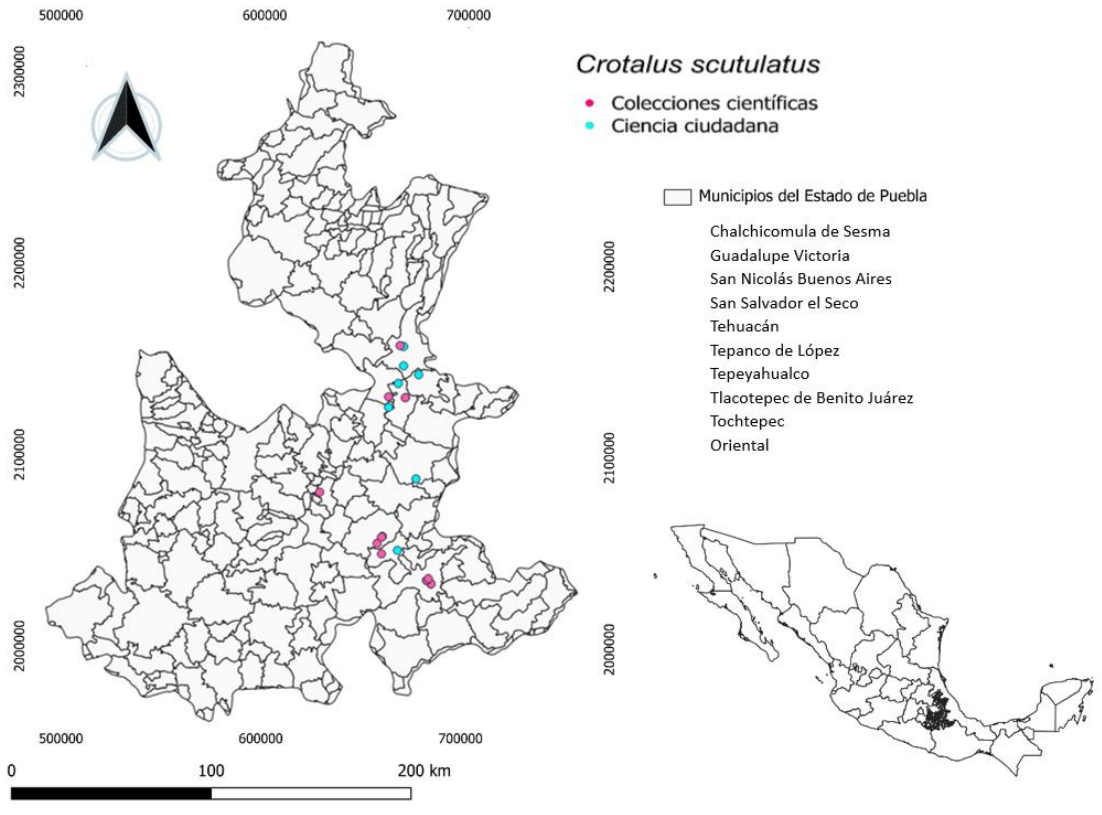 500000 600000 700000
2300000
2200000
2100000
2000000
Crotalus scutulatus
Colecciones científicas
Ciencia ciudadana
Municipios del Estado de Puebla
Chalchicomula de Sesma
Guadalupe Victoria
San Nicolás Buenos Aires
San Salvador el Seco
Tehuacán
Tepanco de López
Tepeyahualco
Tlacotepec de Benito Juárez
Tochtepec
Oriental
2200000
2100000
2000000
500000 600000 700000
0 100 200 km